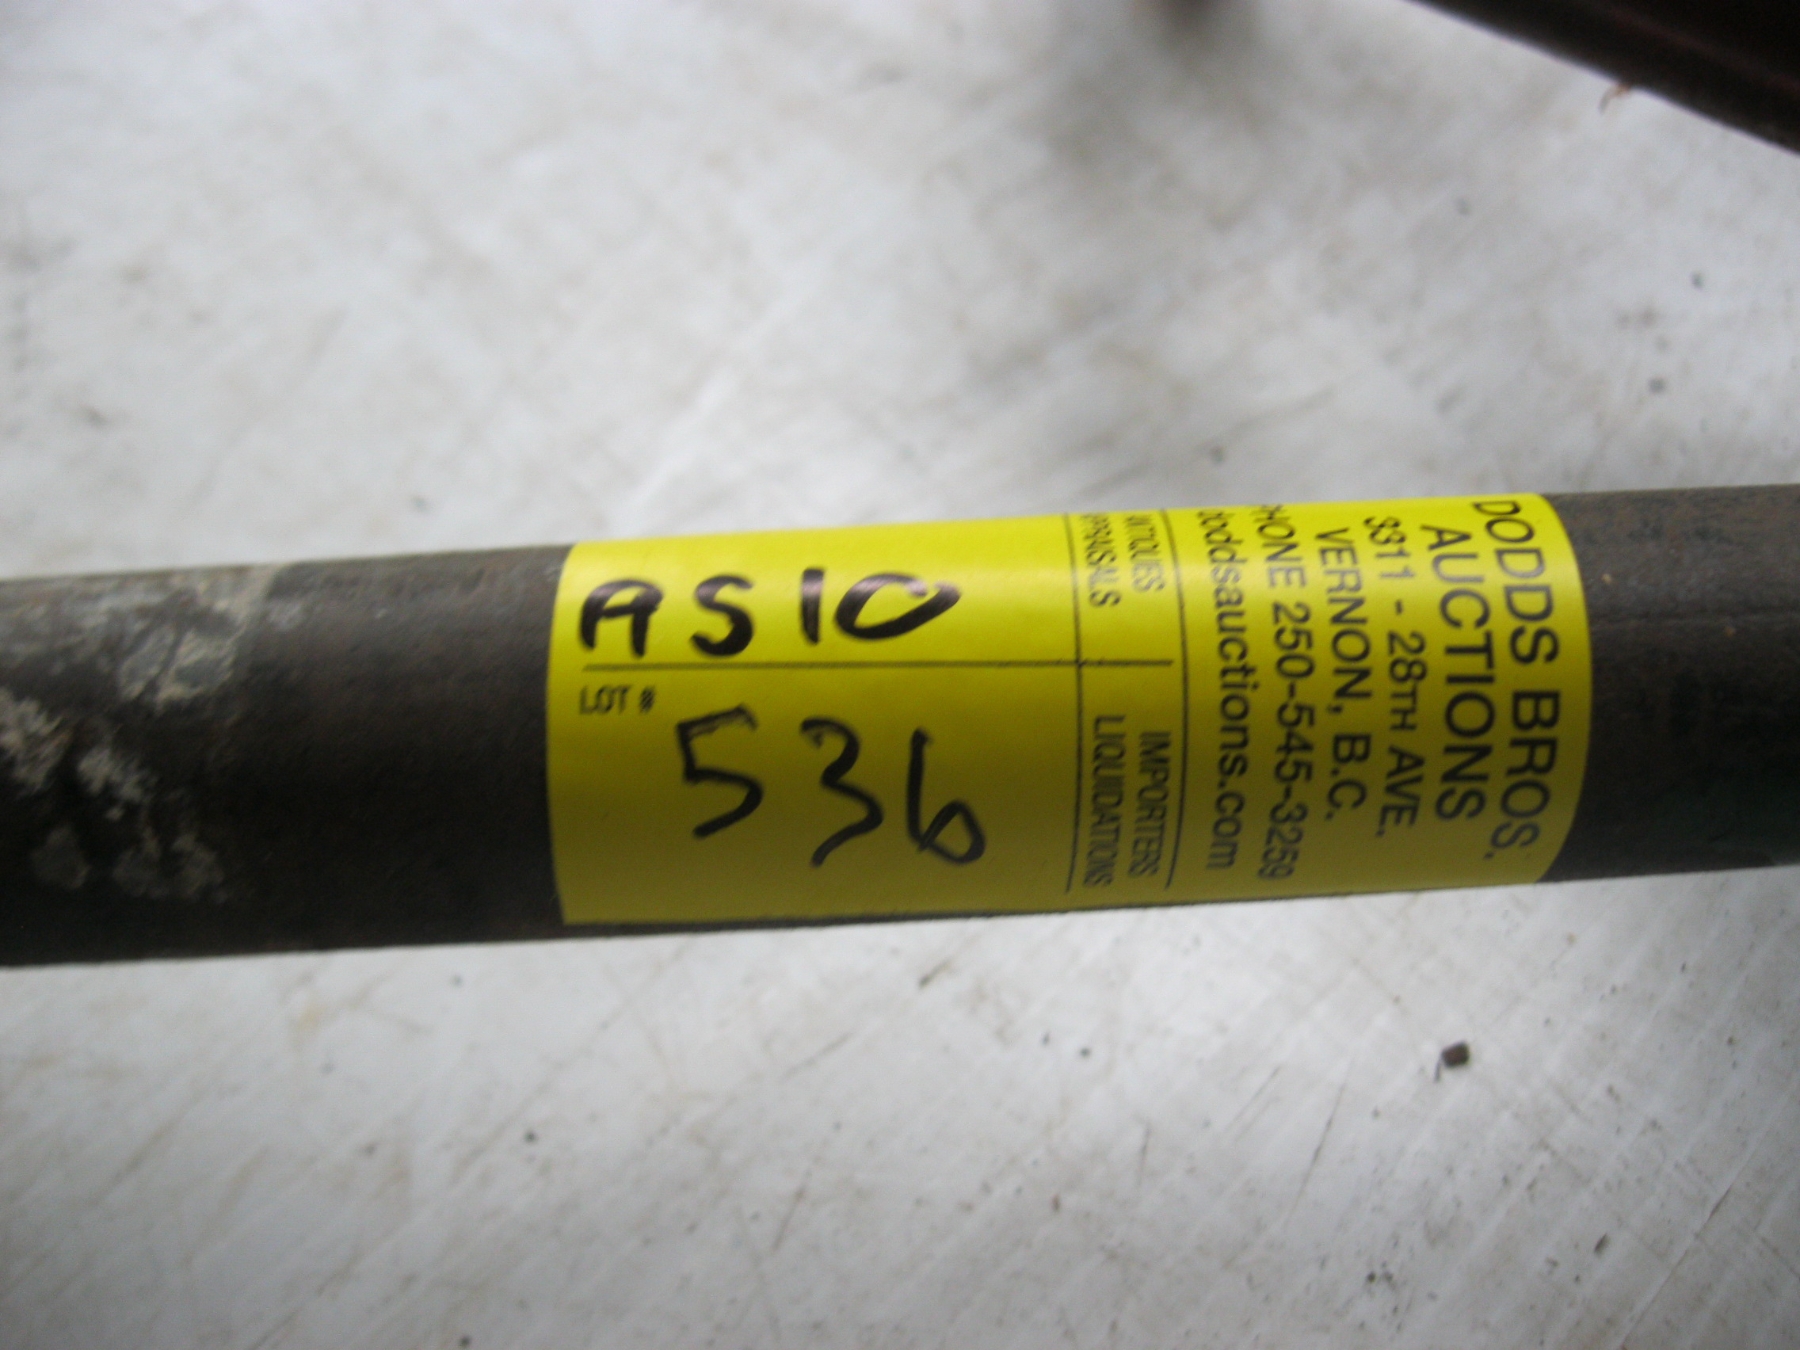 DODDS BROS.
AUCTIONS
3311 - 28TH AVE.
VERNON, B.C.
PHONE 250-545-3259
doddsauctions.com
ANTIQUES IMPORTERS
APPRAISALS LIQUIDATIONS
AS10
LOT #
536